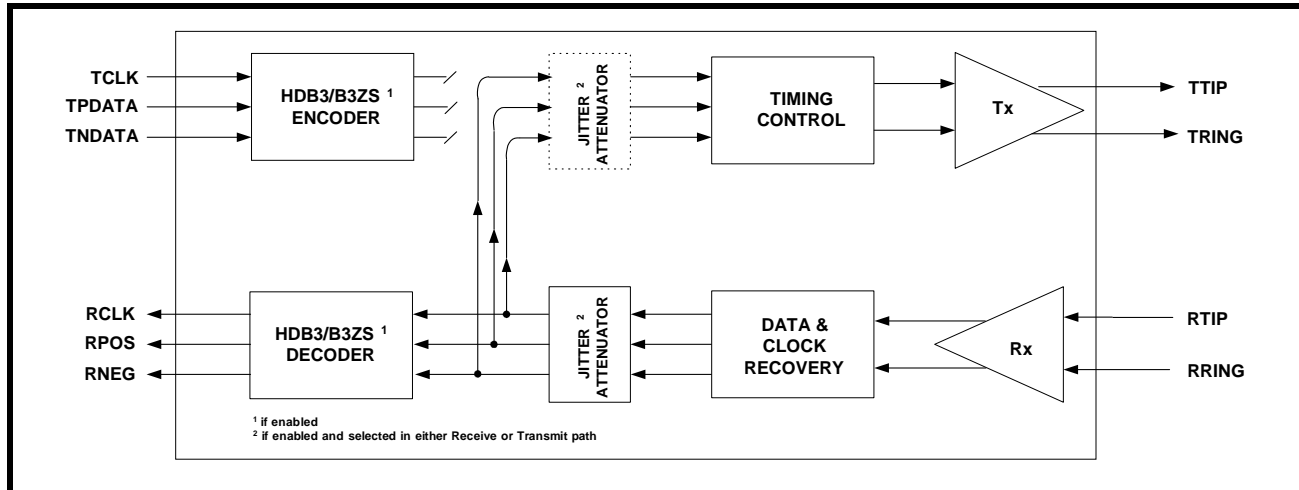 TCLK
TPDATA
TNDATA
HDB3/B3ZS 1
ENCODER
JITTER 2
ATTENUATOR
TIMING
CONTROL
Tx
TTIP
TRING
RCLK
RPOS
RNEG
HDB3/B3ZS 1
DECODER
JITTER 2
ATTENUATOR
DATA &
CLOCK
RECOVERY
Rx
RTIP
RRING
1 if enabled
2 if enabled and selected in either Receive or Transmit path